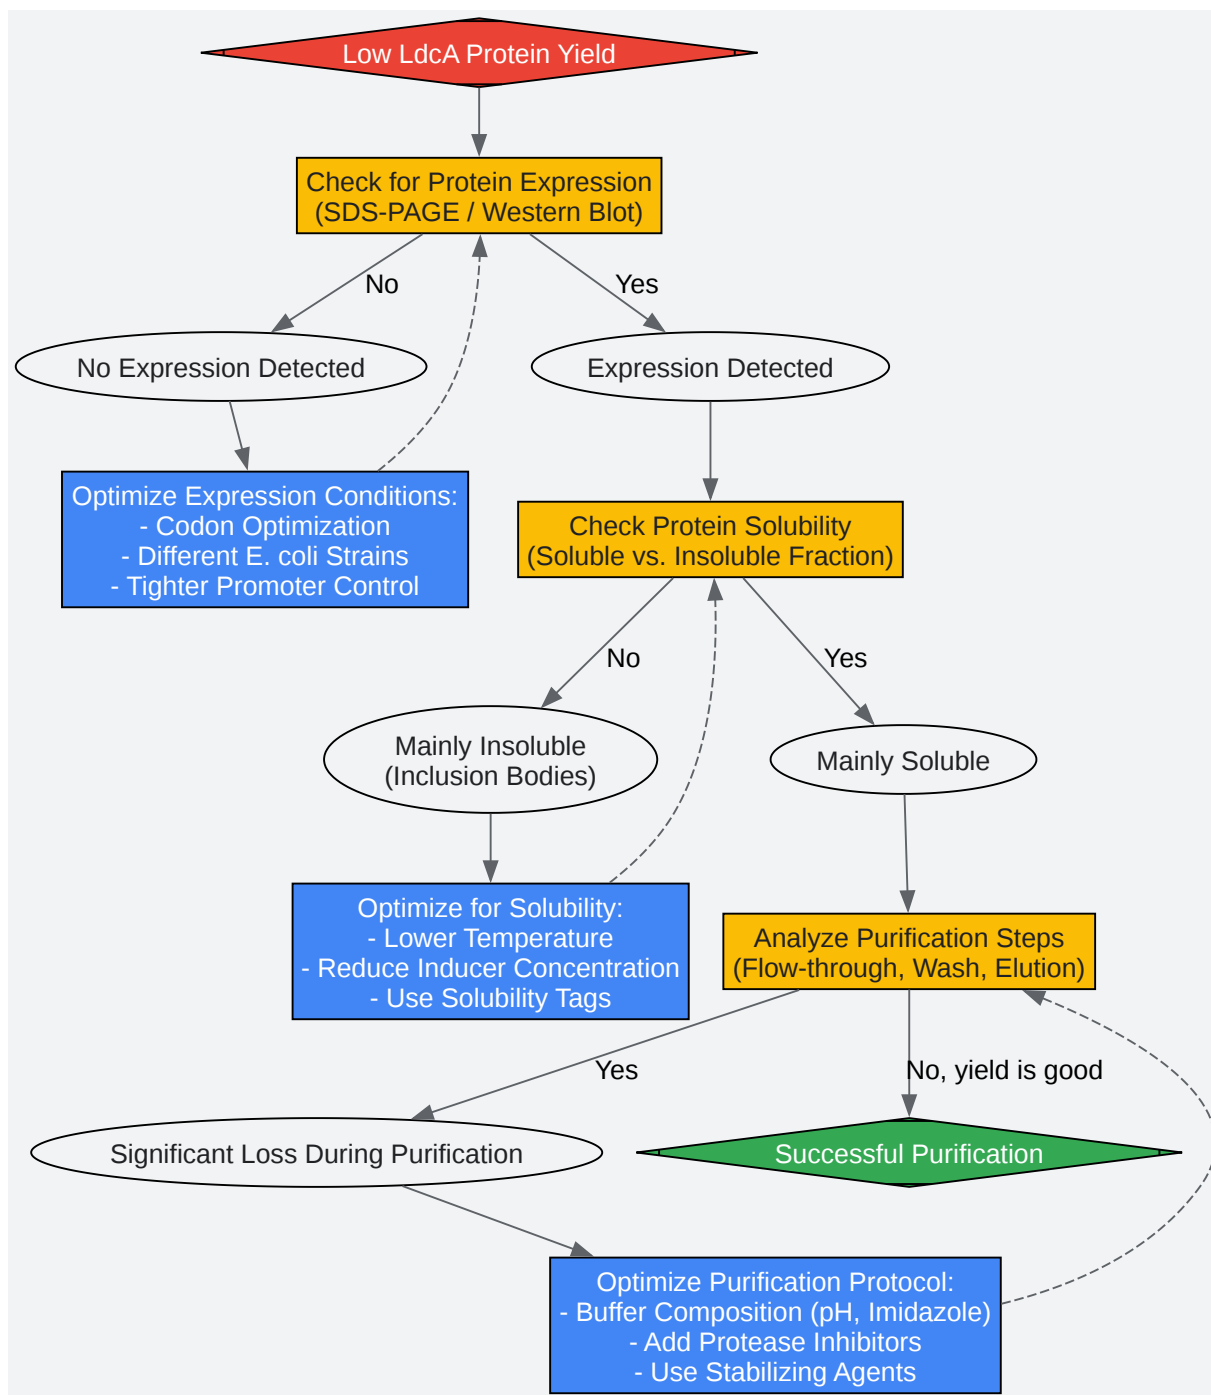 Low LdcA Protein Yield
Check for Protein Expression
(SDS-PAGE / Western Blot)
No
Yes
No Expression Detected
Expression Detected
Optimize Expression Conditions:
- Codon Optimization
- Different E. coli Strains
- Tighter Promoter Control
Check Protein Solubility
(Soluble vs. Insoluble Fraction)
No
Yes
Mainly Insoluble
(Inclusion Bodies)
Mainly Soluble
Optimize for Solubility:
- Lower Temperature
- Reduce Inducer Concentration
- Use Solubility Tags
Analyze Purification Steps
(Flow-through, Wash, Elution)
Yes
No, yield is good
Significant Loss During Purification
Successful Purification
Optimize Purification Protocol:
- Buffer Composition (pH, Imidazole)
- Add Protease Inhibitors
- Use Stabilizing Agents